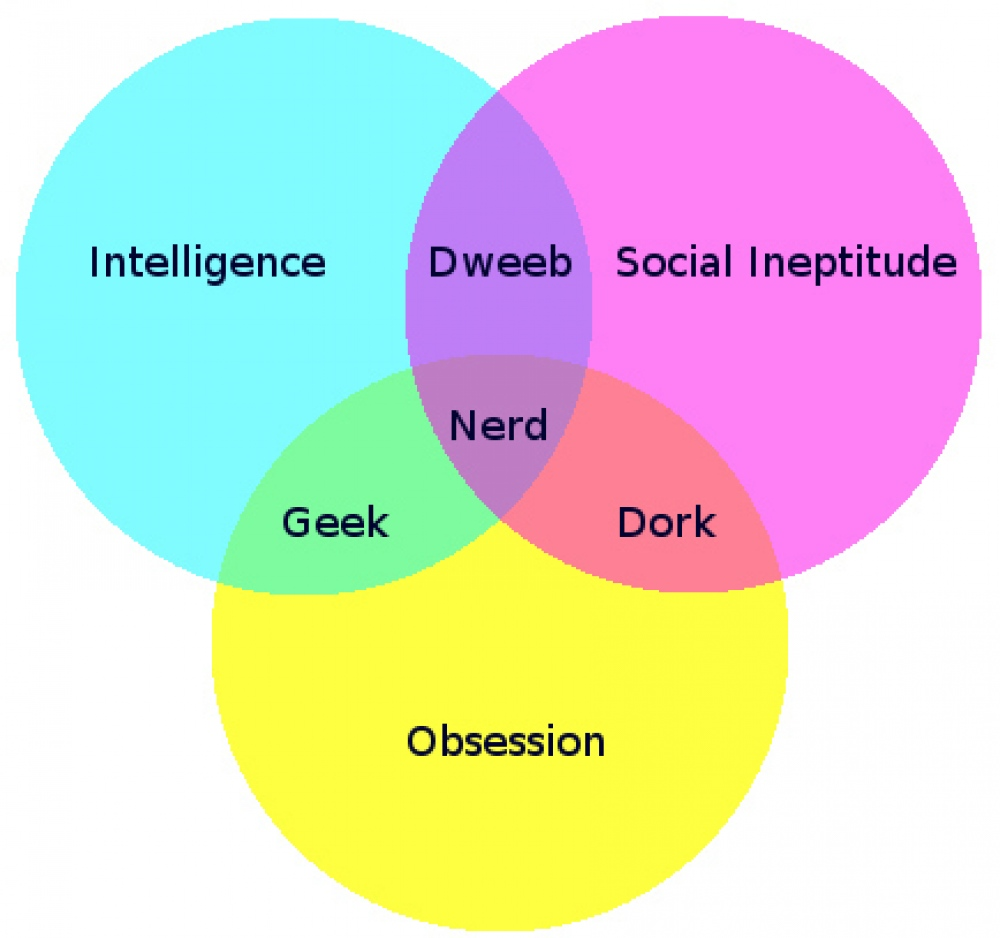 Intelligence
Dweeb
Social Ineptitude
Nerd
Geek
Dork
Obsession